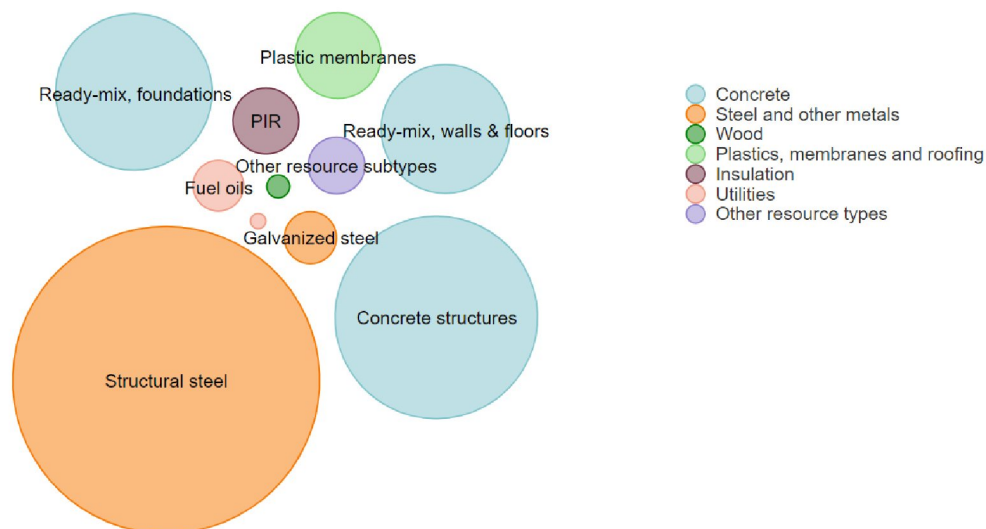 Plastic membranes
Ready-mix, foundations
PIR
Ready-mix, walls & floors
Other resource subtypes
Fuel oils
Galvanized steel
Concrete structures
Structural steel
Concrete
Steel and other metals
Wood
Plastics, membranes and roofing
Insulation
Utilities
Other resource types